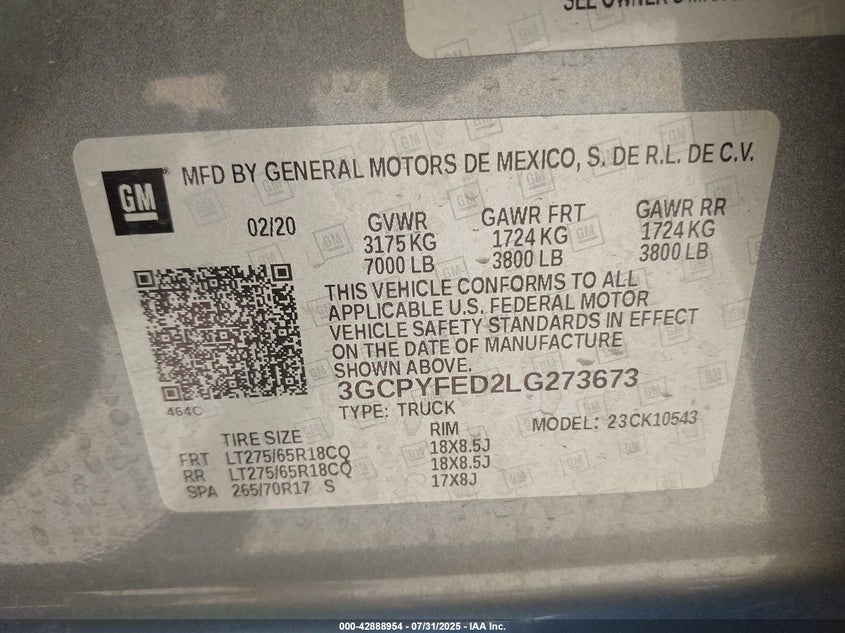 SEE OWNER'S
GM
MFD BY GENERAL MOTORS DE MEXICO, S. DE R.L. DE C.V.
02/20 GVWR GAWR FRT GAWR RR
3175 KG 1724 KG 1724 KG
7000 LB 3800 LB 3800 LB
THIS VEHICLE CONFORMS TO ALL
APPLICABLE U.S. FEDERAL MOTOR
VEHICLE SAFETY STANDARDS IN EFFECT
ON THE DATE OF MANUFACTURE
SHOWN ABOVE.
3GCPYFED2LG273673
464C
TYPE: TRUCK MODEL: 23CK10543
TIRE SIZE RIM
FRT LT275/65R18CQ 18X8.5J
RR LT275/65R18CQ 18X8.5J
SPA 265/70R17 S 17X8J
000-42888954 - 07/31/2025 - IAA Inc.